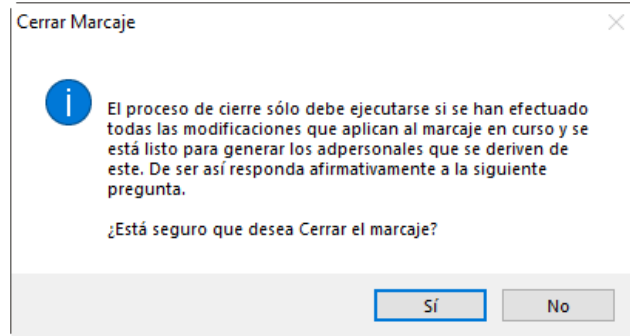 Cerrar Marcaje
El proceso de cierre sólo debe ejecutarse si se han efectuado
todas las modificaciones que aplican al marcaje en curso y se
está listo para generar los adpersonales que se deriven de
este. De ser así responda afirmativamente a la siguiente
pregunta.
¿Está seguro que desea Cerrar el marcaje?
Sí
No